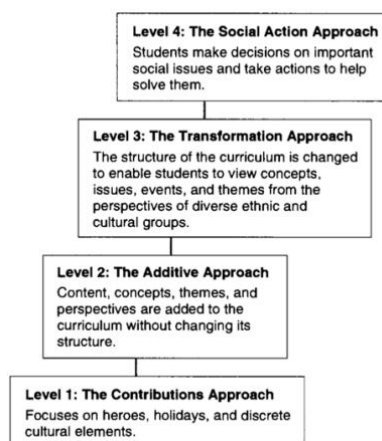 Level 4: The Social Action Approach
Students make decisions on important
social issues and take actions to help
solve them.
Level 3: The Transformation Approach
The structure of the curriculum is changed
to enable students to view concepts,
issues, events, and themes from the
perspectives of diverse ethnic and
cultural groups.
Level 2: The Additive Approach
Content, concepts, themes, and
perspectives are added to the
curriculum without changing its
structure.
Level 1: The Contributions Approach
Focuses on heroes, holidays, and discrete
cultural elements.